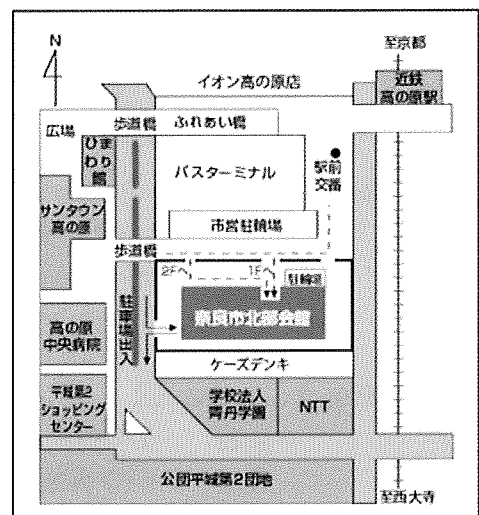 N
至京都
イオン高の原店
近鉄
高の原駅
広場
歩道橋
ふれあい橋
ひま
わり
館
バスターミナル
駅前
交番
サンタウン
高の原
市営駐輪場
歩道橋
2Fへ
1Fへ
駐輪場
駐車場出入
奈良市北部会館
高の原
中央病院
ケーズデンキ
平城第2
ショッピング
センター
学校法人
青丹学園
NTT
公団平城第2団地
至西大寺